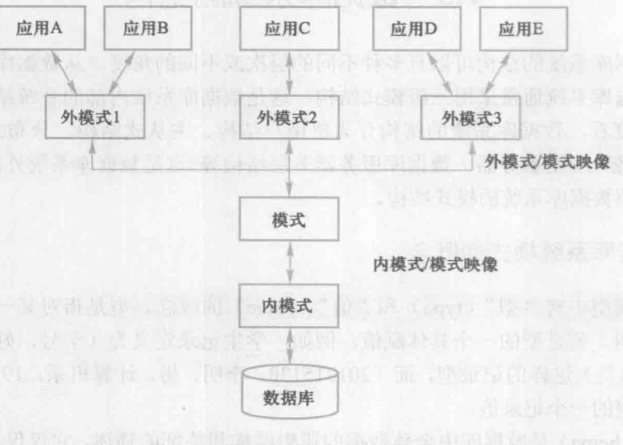 应用A 应用B 应用C 应用D 应用E
外模式1 外模式2 外模式3
外模式/模式映像
模式
内模式/模式映像
内模式
数据库